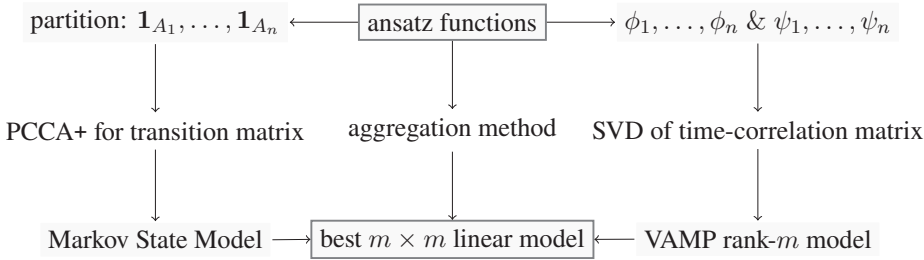 partition: 𝟏_{A_1}, …, 𝟏_{A_n}
ansatz functions
ϕ_1, …, ϕ_n & ψ_1, …, ψ_n
PCCA+ for transition matrix
aggregation method
SVD of time-correlation matrix
Markov State Model
best m × m linear model
VAMP rank-m model